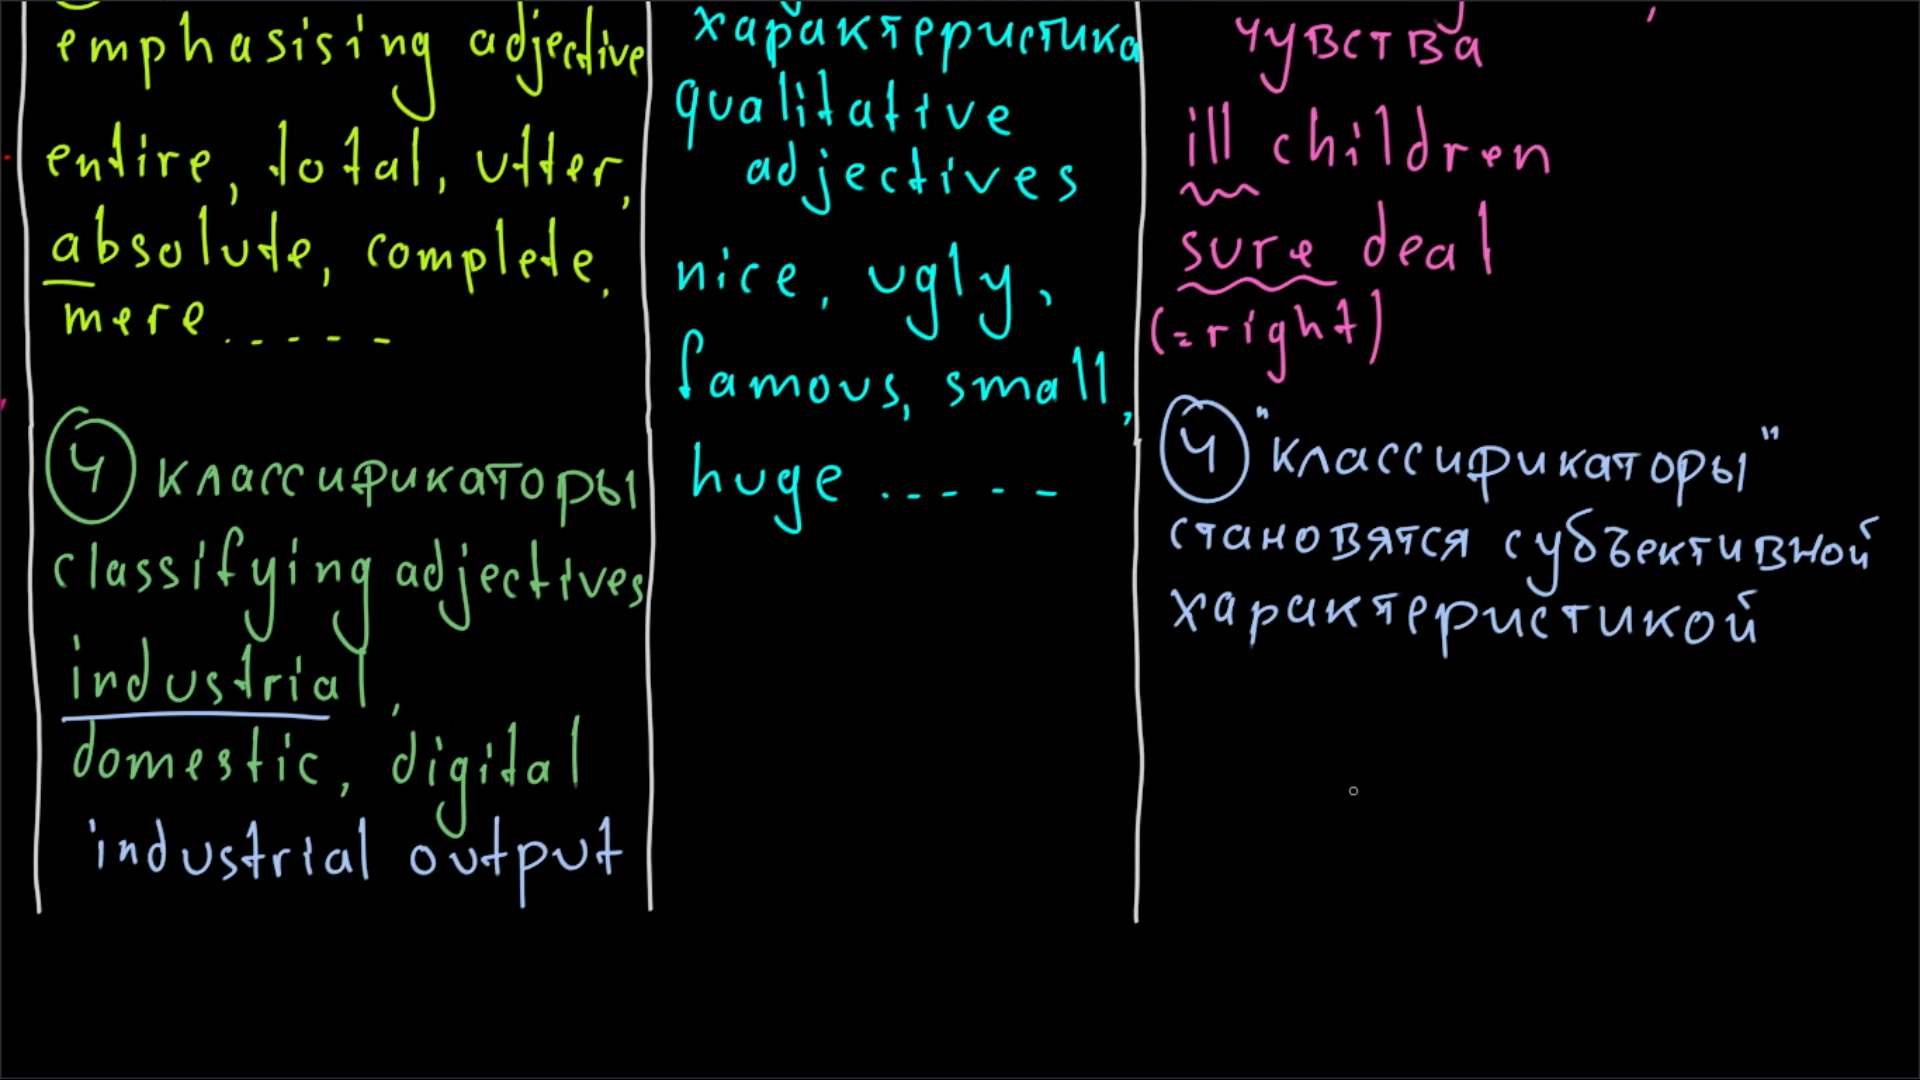 emphasising adjective
entire, total, utter,
absolute, complete,
mere . - - - -
4 классификаторы
classifying adjectives
industrial,
domestic, digital
industrial output
характеристика
qualitative
adjectives
nice, ugly,
famous, small,
huge - - - - -
чувства
ill children
sure deal
(=right)
4 "классификаторы"
становятся субъективной
характеристикой